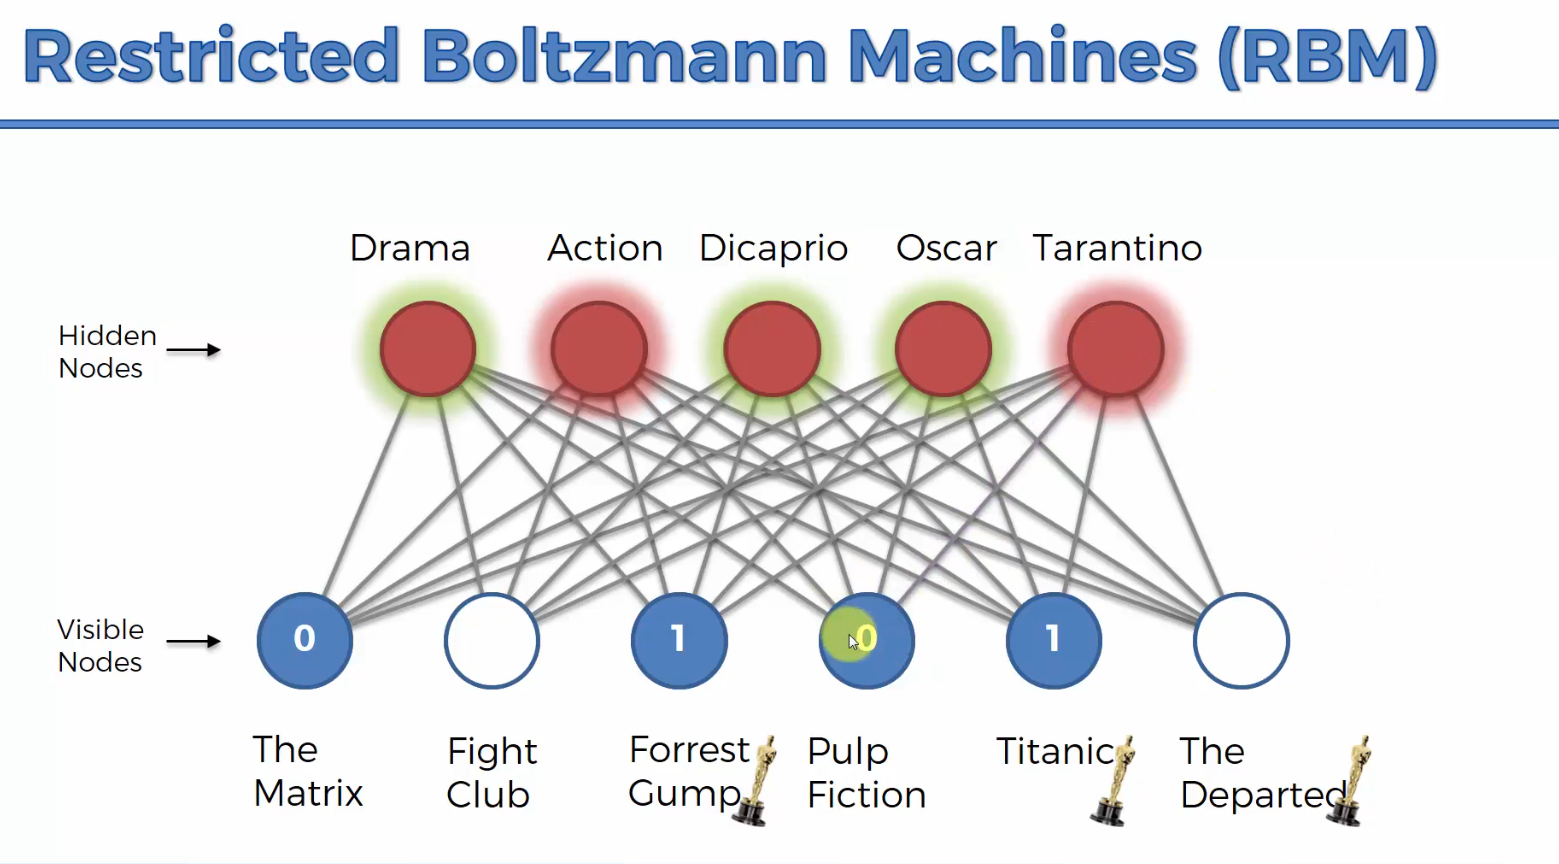 Restricted Boltzmann Machines (RBM)
Drama
Action
Dicaprio
Oscar
Tarantino
Hidden
Nodes
Visible
Nodes
0
1
0
1
The
Matrix
Fight
Club
Forrest
Gump
Pulp
Fiction
Titanic
The
Departed